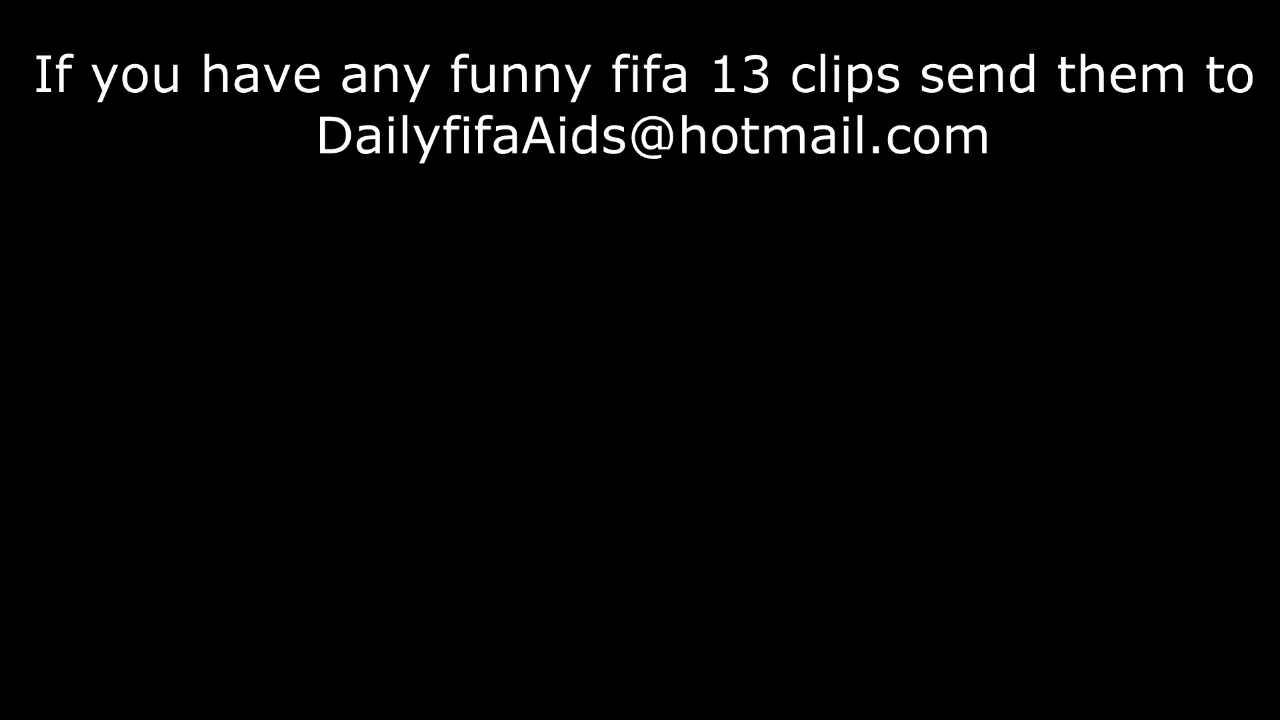 If you have any funny fifa 13 clips send them to
DailyfifaAids@hotmail.com